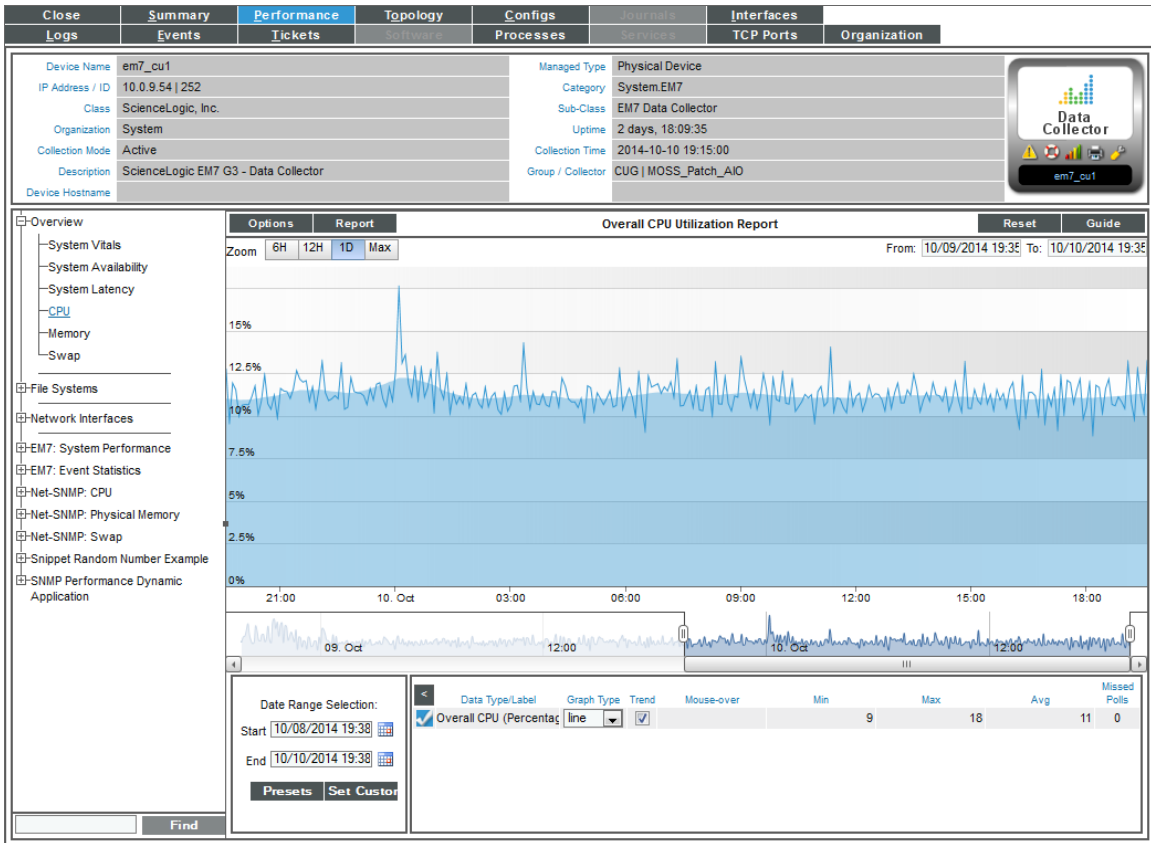 Close Summary Performance Topology Configs Journals Interfaces
Logs Events Tickets Software Processes Services TCP Ports Organization
Device Name em7_cu1 Managed Type Physical Device
IP Address / ID 10.0.9.54 | 252 Category System.EM7
Class ScienceLogic, Inc. Sub-Class EM7 Data Collector
Organization System Uptime 2 days, 18:09:35
Collection Mode Active Collection Time 2014-10-10 19:15:00
Description ScienceLogic EM7 G3 - Data Collector Group / Collector CUG | MOSS_Patch_AIO
Device Hostname
Data
Collector
em7_cu1
Overview
System Vitals
System Availability
System Latency
CPU
Memory
Swap
File Systems
Network Interfaces
EM7: System Performance
EM7: Event Statistics
Net-SNMP: CPU
Net-SNMP: Physical Memory
Net-SNMP: Swap
Snippet Random Number Example
SNMP Performance Dynamic
Application
Find
Options Report Overall CPU Utilization Report Reset Guide
Zoom 6H 12H 1D Max From: 10/09/2014 19:35 To: 10/10/2014 19:35
15%
12.5%
10%
7.5%
5%
2.5%
0%
21:00 10. Oct 03:00 06:00 09:00 12:00 15:00 18:00
09. Oct 12:00 10. Oct 12:00
Date Range Selection:
Start 10/08/2014 19:38
End 10/10/2014 19:38
Presets Set Custor
< Data Type/Label Graph Type Trend Mouse-over Min Max Avg Missed Polls
Overall CPU (Percentag line 9 18 11 0